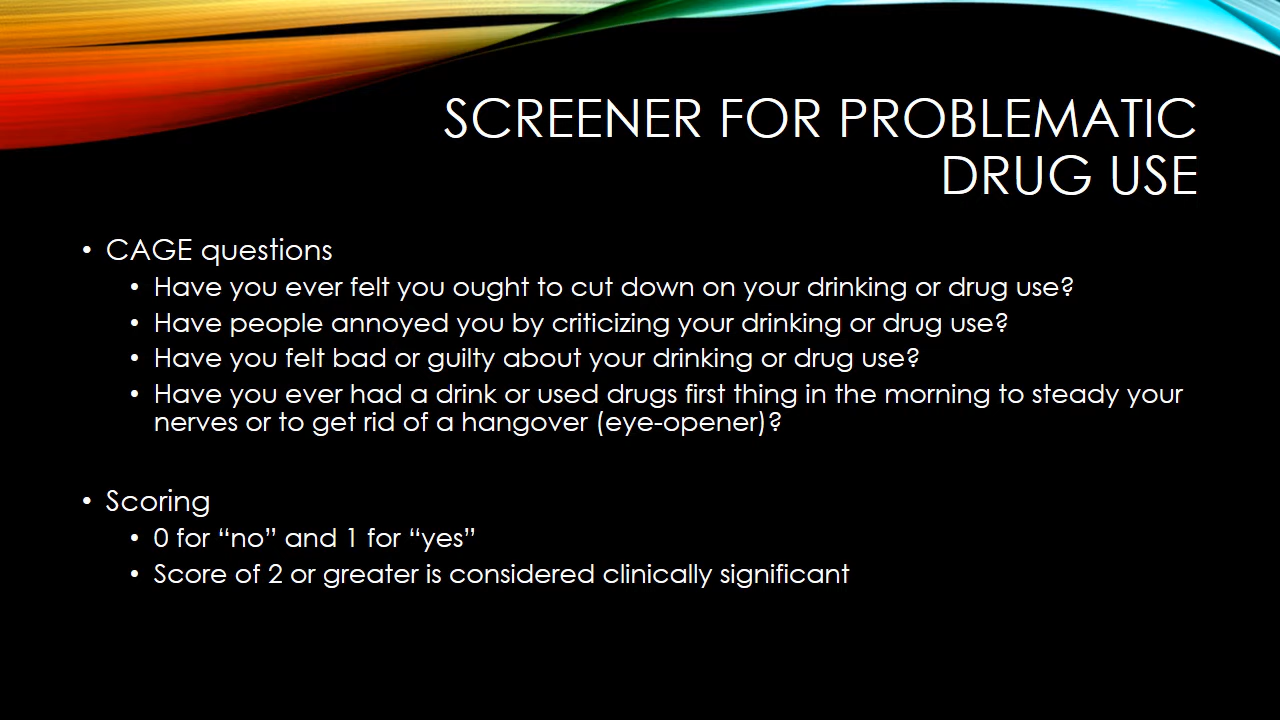 SCREENER FOR PROBLEMATIC
DRUG USE
• CAGE questions
• Have you ever felt you ought to cut down on your drinking or drug use?
• Have people annoyed you by criticizing your drinking or drug use?
• Have you felt bad or guilty about your drinking or drug use?
• Have you ever had a drink or used drugs first thing in the morning to steady your
nerves or to get rid of a hangover (eye-opener)?
• Scoring
• 0 for “no” and 1 for “yes”
• Score of 2 or greater is considered clinically significant